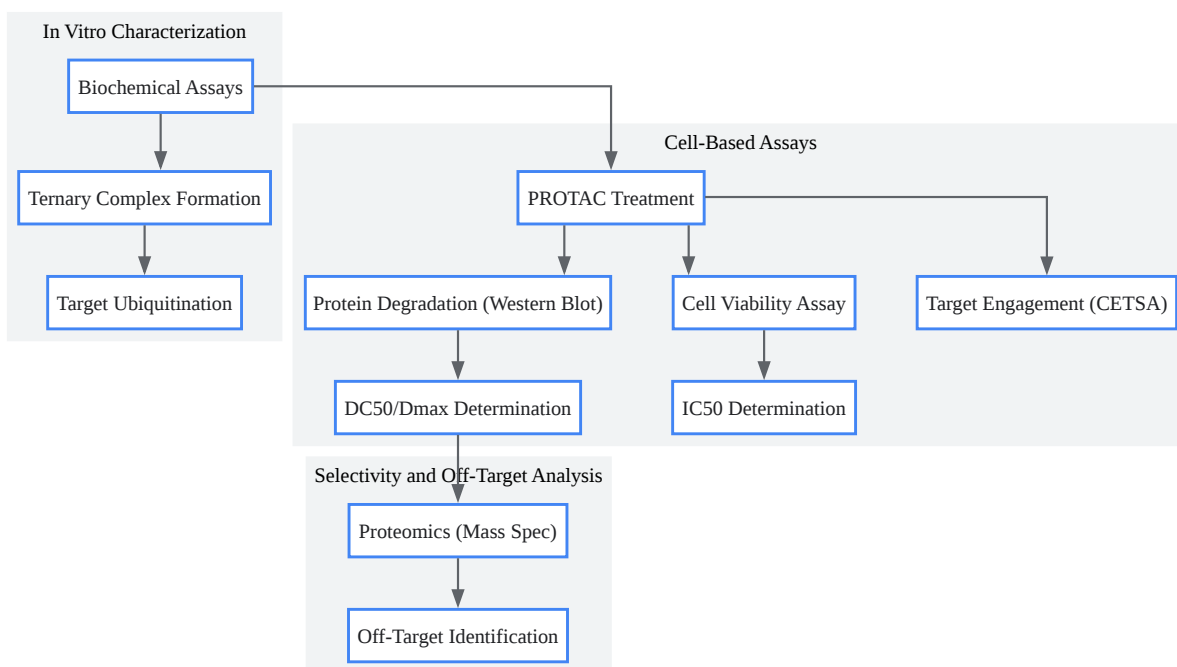 In Vitro Characterization
Biochemical Assays
Ternary Complex Formation
Target Ubiquitination
Cell-Based Assays
PROTAC Treatment
Protein Degradation (Western Blot)
Cell Viability Assay
Target Engagement (CETSA)
DC50/Dmax Determination
IC50 Determination
Selectivity and Off-Target Analysis
Proteomics (Mass Spec)
Off-Target Identification